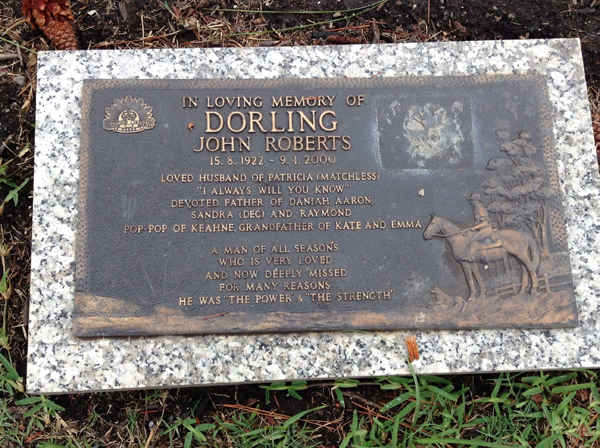 IN LOVING MEMORY OF
DORLING
JOHN ROBERTS
15. 8. 1922 - 9. 1. 2000
LOVED HUSBAND OF PATRICIA (MATCHLESS)
"I ALWAYS WILL YOU KNOW"
DEVOTED FATHER OF DANIAH, AARON,
SANDRA (DEC) AND RAYMOND
POP-POP OF KEAHNE, GRANDFATHER OF KATE AND EMMA
A MAN OF ALL SEASONS
WHO IS VERY LOVED
AND NOW DEEPLY MISSED
FOR MANY REASONS
HE WAS "THE POWER & "THE STRENGTH"